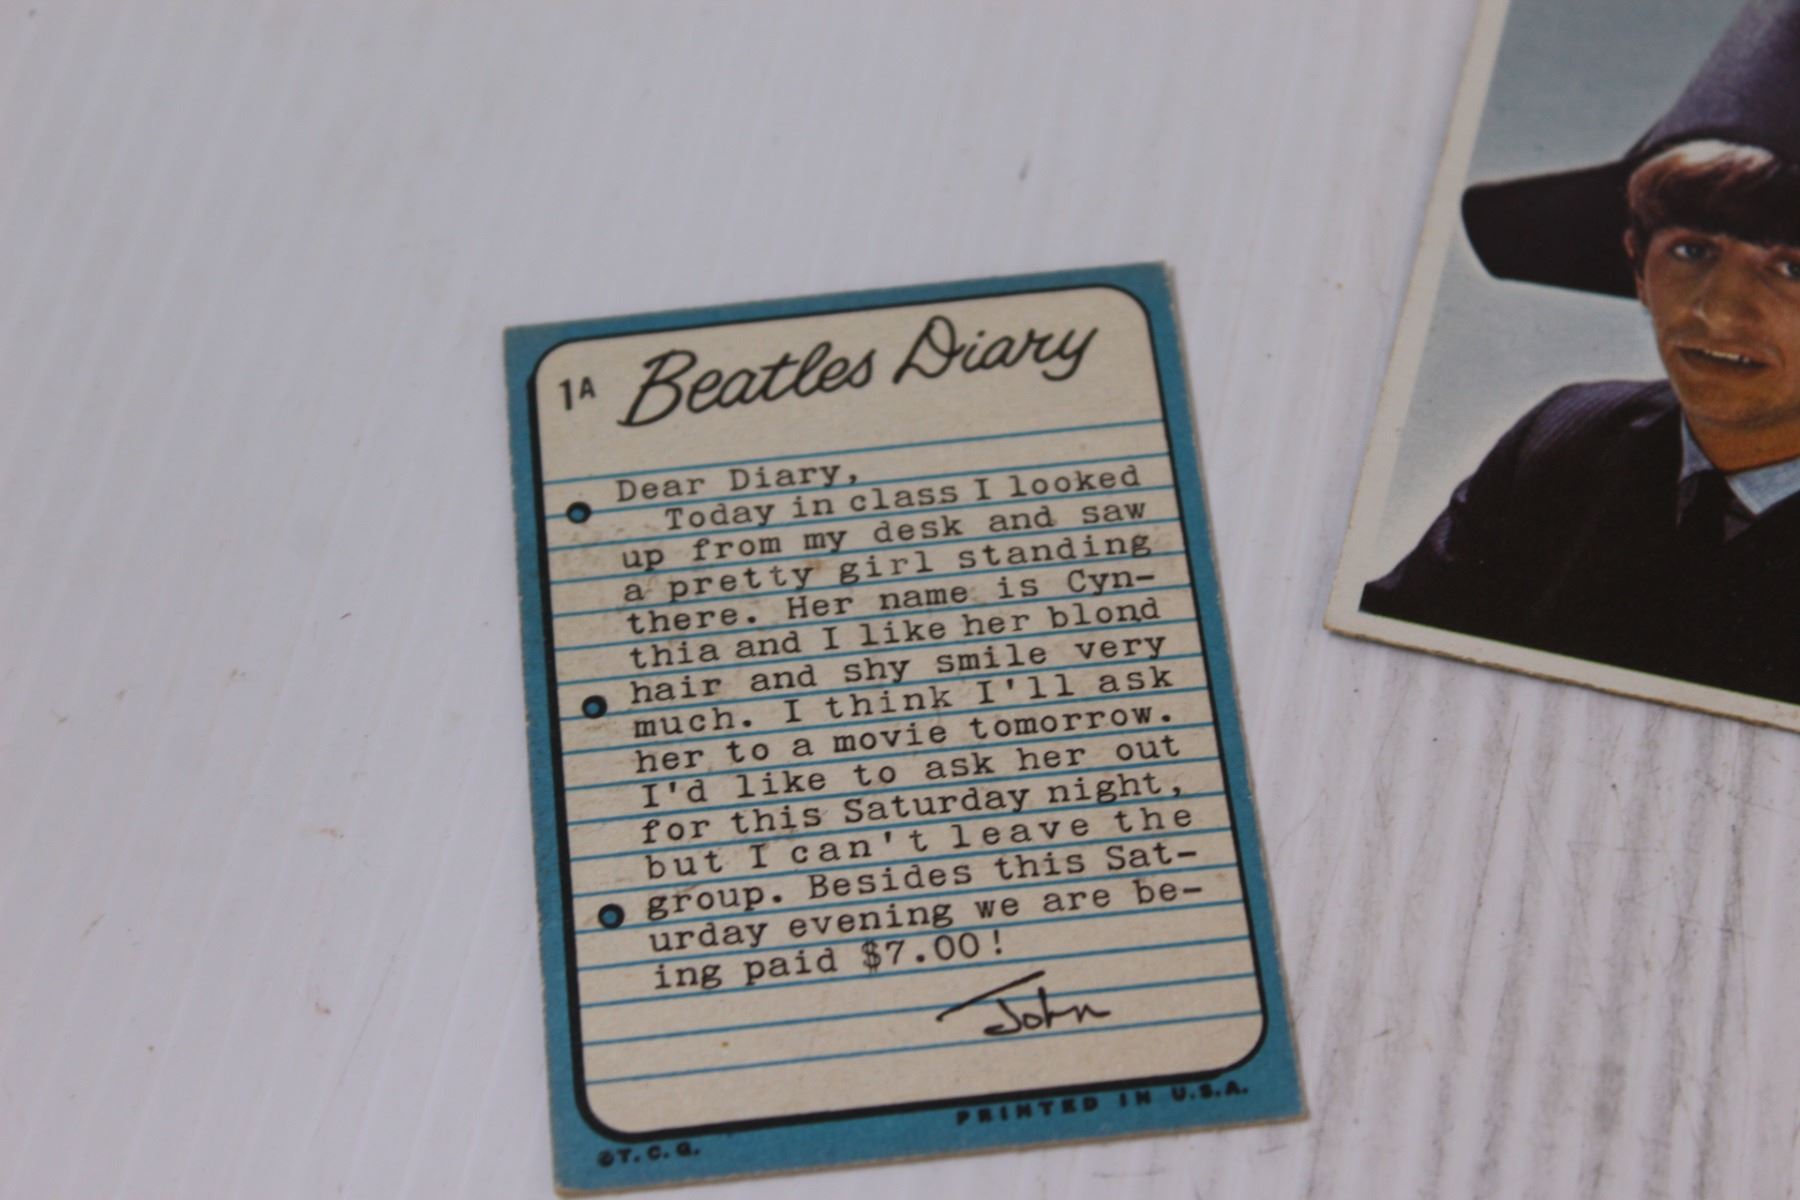 1A Beatles Diary
Dear Diary,
Today in class I looked
up from my desk and saw
a pretty girl standing
there. Her name is Cyn-
thia and I like her blond
hair and shy smile very
much. I think I'll ask
her to a movie tomorrow.
I'd like to ask her out
for this Saturday night,
but I can't leave the
group. Besides this Sat-
urday evening we are be-
ing paid $7.00!
John
©T.C.G. PRINTED IN U.S.A.